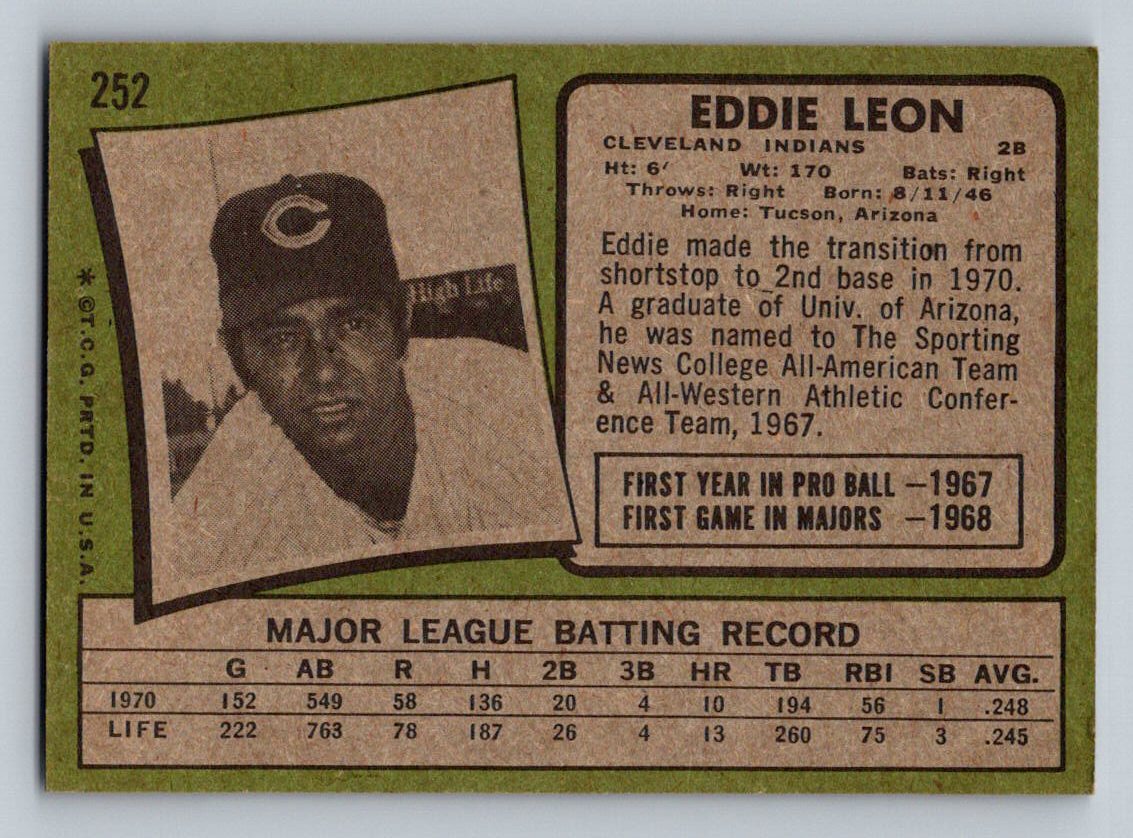 252
EDDIE LEON
CLEVELAND INDIANS 2B
Ht: 6' Wt: 170 Bats: Right
Throws: Right Born: 8/11/46
Home: Tucson, Arizona
Eddie made the transition from
shortstop to 2nd base in 1970.
A graduate of Univ. of Arizona,
he was named to The Sporting
News College All-American Team
& All-Western Athletic Confer-
ence Team, 1967.
FIRST YEAR IN PRO BALL –1967
FIRST GAME IN MAJORS –1968
C
High Life
* ©T.C.G. PRTD. IN U.S.A.
MAJOR LEAGUE BATTING RECORD
G AB R H 2B 3B HR TB RBI SB AVG.
1970 152 549 58 136 20 4 10 194 56 1 .248
LIFE 222 763 78 187 26 4 13 260 75 3 .245